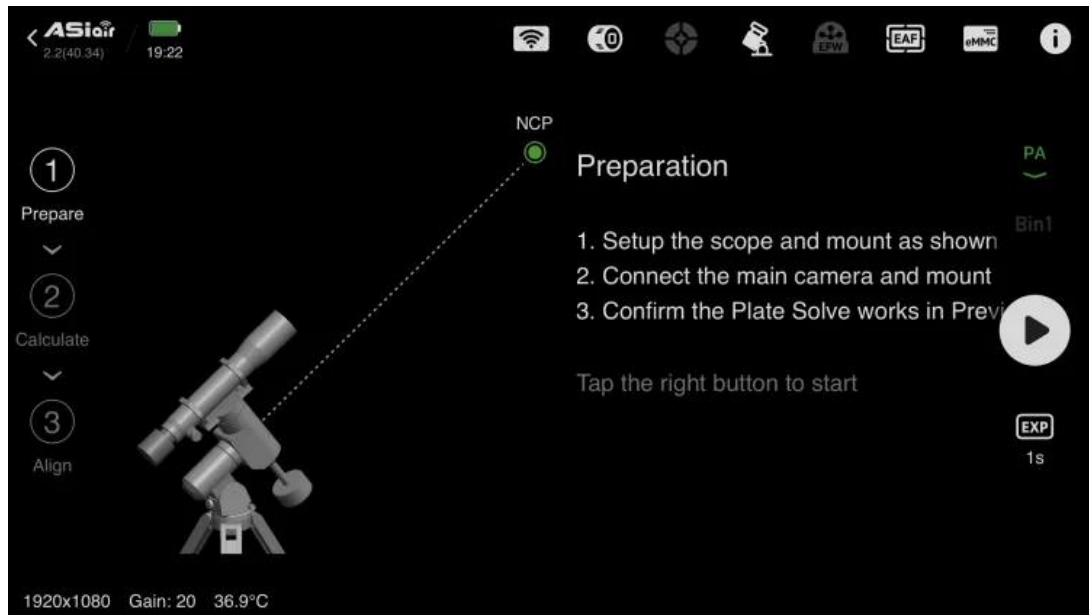 ASiair
2.2(40.34)
19:22
EFW
EAF
eMMC
NCP
1
Prepare
2
Calculate
3
Align
Preparation
1. Setup the scope and mount as shown
2. Connect the main camera and mount
3. Confirm the Plate Solve works in Previ
Tap the right button to start
PA
Bin1
EXP
1s
1920x1080 Gain: 20 36.9°C